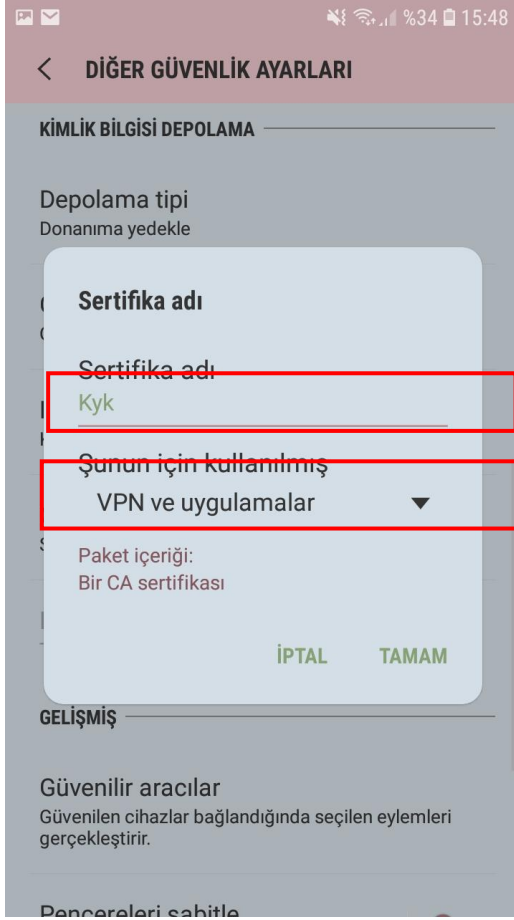 %34 15:48
DİĞER GÜVENLİK AYARLARI
KİMLİK BİLGİSİ DEPOLAMA
Depolama tipi
Donanıma yedekle
Sertifika adı
Sertifika adı
Kyk
Şunun için kullanılmış
VPN ve uygulamalar
Paket içeriği:
Bir CA sertifikası
İPTAL TAMAM
GELİŞMİŞ
Güvenilir aracılar
Güvenilen cihazlar bağlandığında seçilen eylemleri
gerçekleştirir.
Pencereleri sabitle